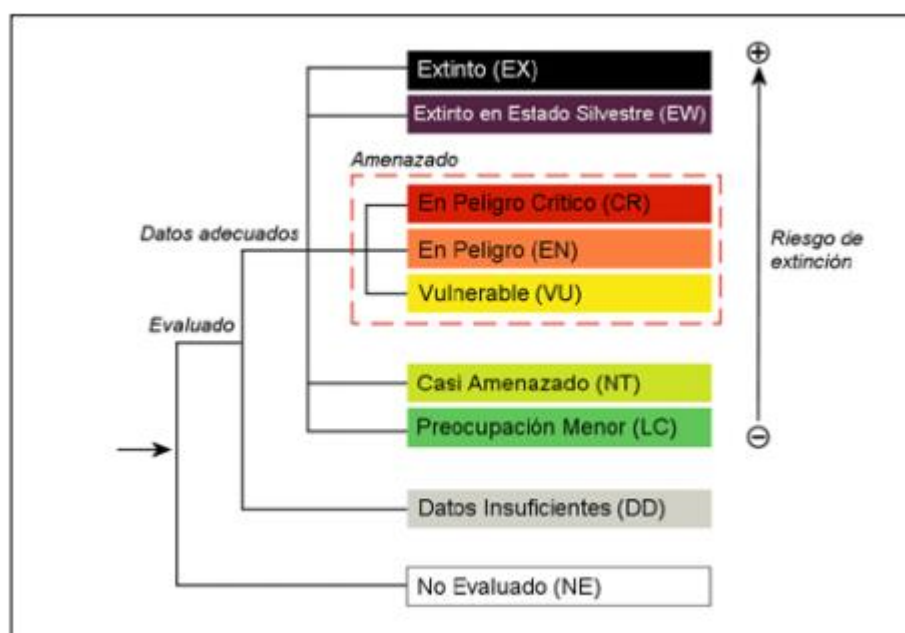 Extinto (EX)
Extirto en Estado Silvestre (EW)
Amenazado
En Peligro Crítico (CR)
Datos adecuados
En Peligro (EN)
Riesgo de
extinción
Vulnerable (VU)
Evaluado
Casi Amenazado (NT)
Preocupación Menor (LC)
Datos Insuficientes (DD)
No Evaluado (NE)